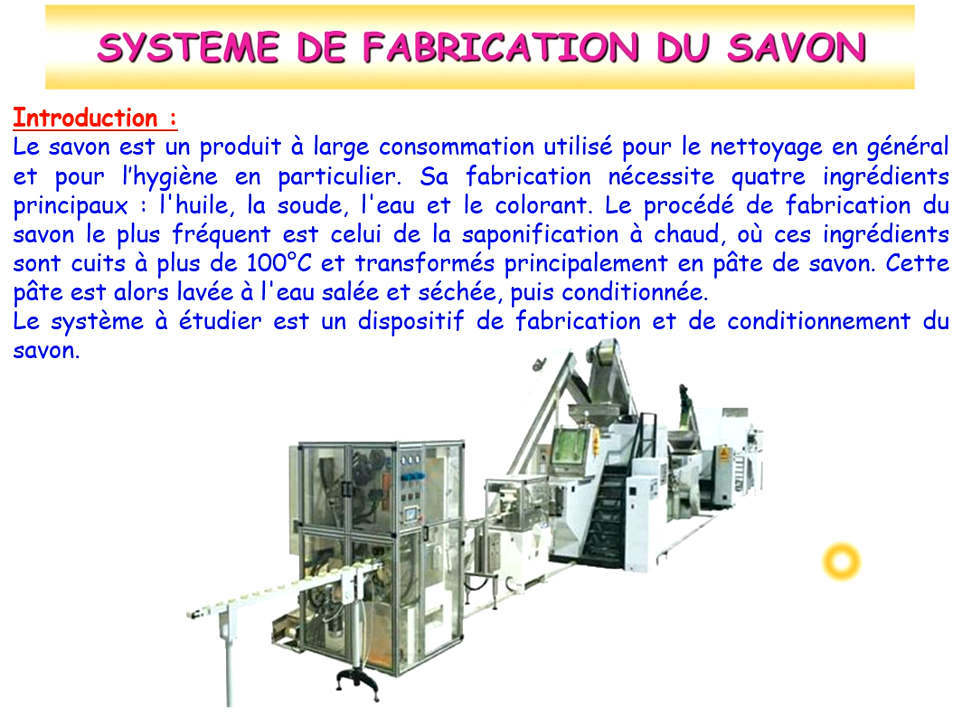 SYSTEME DE FABRICATION DU SAVON
Introduction :
Le savon est un produit à large consommation utilisé pour le nettoyage en général
et pour l’hygiène en particulier. Sa fabrication nécessite quatre ingrédients
principaux : l'huile, la soude, l'eau et le colorant. Le procédé de fabrication du
savon le plus fréquent est celui de la saponification à chaud, où ces ingrédients
sont cuits à plus de 100°C et transformés principalement en pâte de savon. Cette
pâte est alors lavée à l'eau salée et séchée, puis conditionnée.
Le système à étudier est un dispositif de fabrication et de conditionnement du
savon.